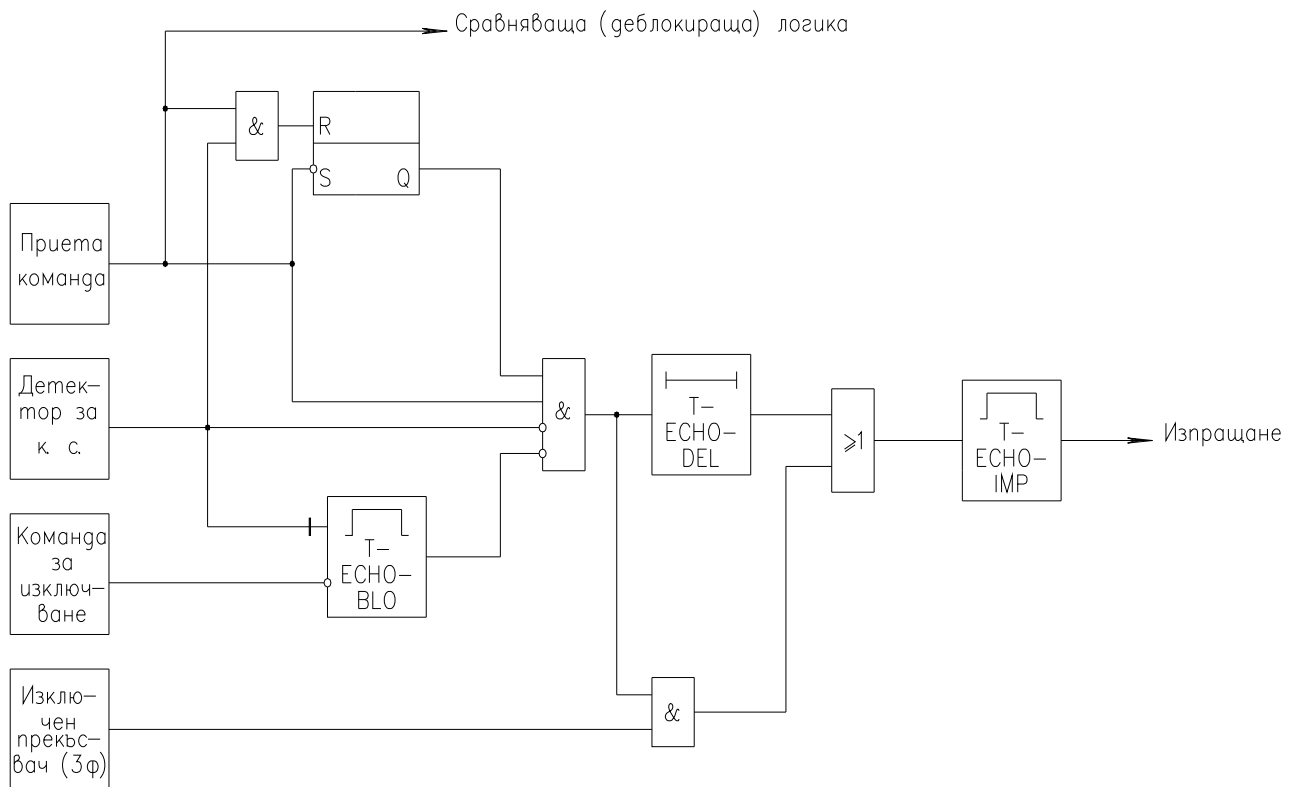 Сравняваща (деблокираща) логика
&
R
S Q
Приета
команда
Детек–
тор за
к. с.
&
T–
ECHO–
DEL
≥1
T–
ECHO–
IMP
Изпращане
Команда
за
изключ–
ване
T–
ECHO–
BLO
Изклю–
чен
прекъс–
вач (3ф)
&